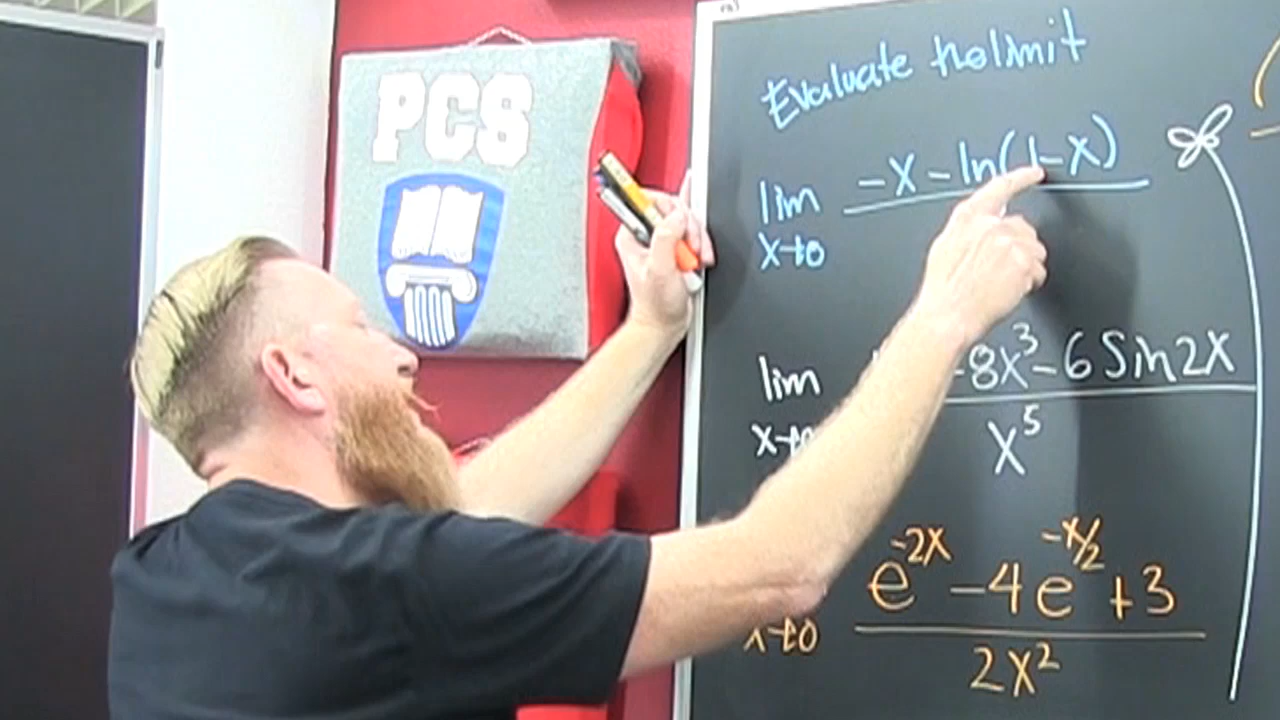 PCS
Evaluate the limit
lim x→0 -x - ln(1-x)
lim x→0 -8x³ - 6 Sin2x / x⁵
x→0 e^(-2x) - 4e^(-x/2) + 3 / 2x²